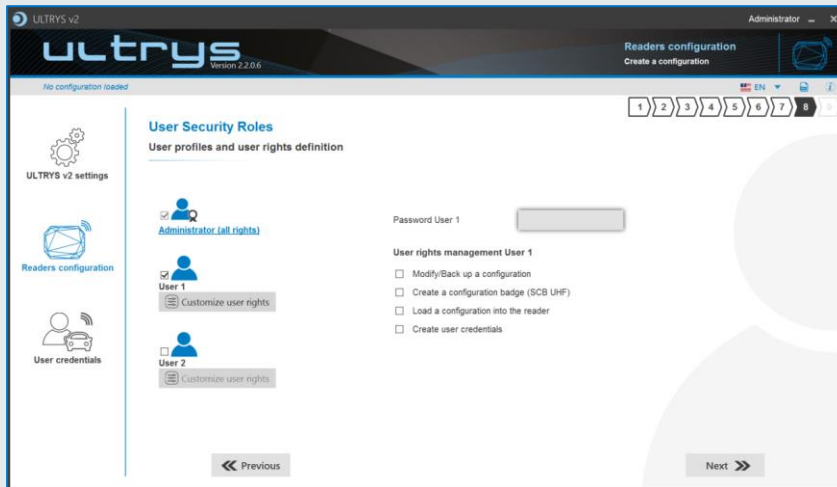 ULTRYS v2
Administrator
ultrys
Version 2.2.0.6
Readers configuration
Create a configuration
No configuration loaded
EN
1 2 3 4 5 6 7 8 9
User Security Roles
User profiles and user rights definition
ULTRYS v2 settings
Readers configuration
User credentials
Administrator (all rights)
User 1
Customize user rights
User 2
Customize user rights
Password User 1
User rights management User 1
Modify/Back up a configuration
Create a configuration badge (SCB UHF)
Load a configuration into the reader
Create user credentials
Previous
Next